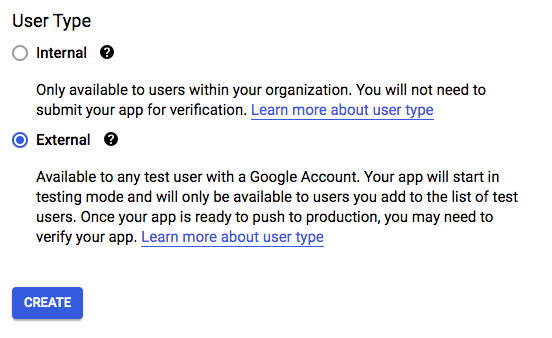 User Type
Internal ?
Only available to users within your organization. You will not need to
submit your app for verification. Learn more about user type
External ?
Available to any test user with a Google Account. Your app will start in
testing mode and will only be available to users you add to the list of test
users. Once your app is ready to push to production, you may need to
verify your app. Learn more about user type
CREATE